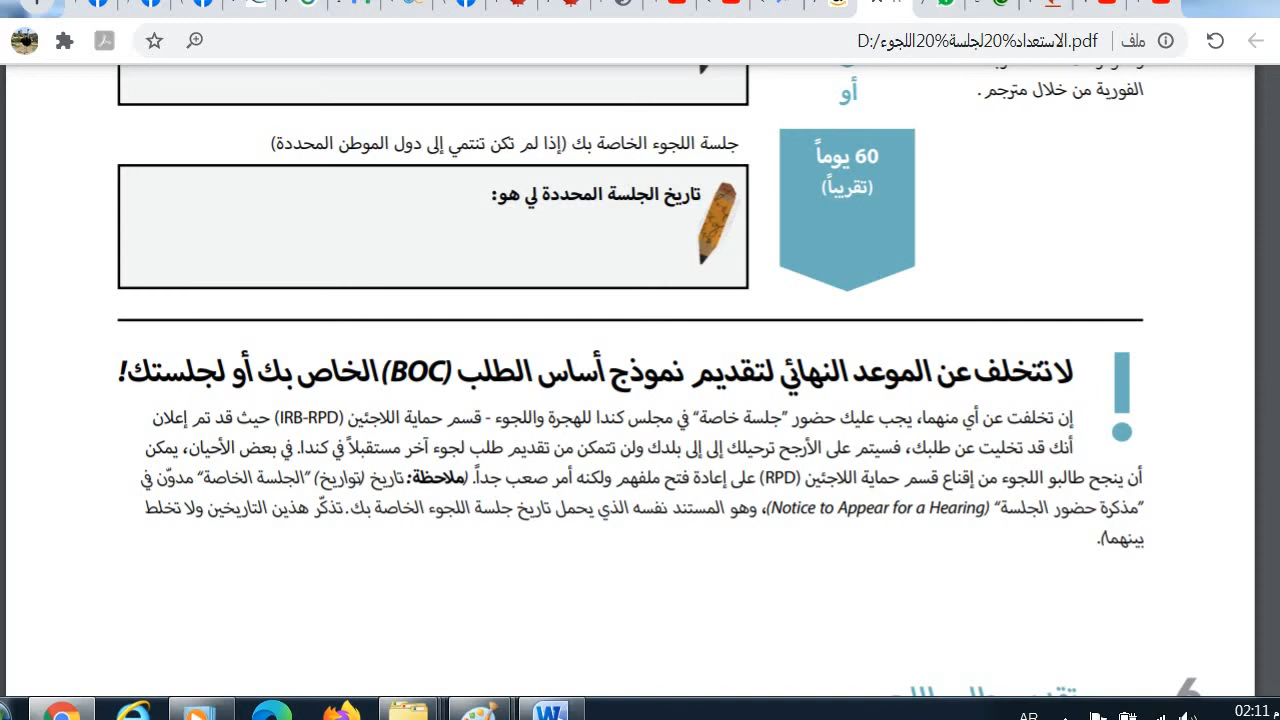 D:/الاستعداد%20لجلسة%20اللجوء.pdf
ملف
الفورية من خلال مترجم .
أو
60 يوماً
(تقريباً)
جلسة اللجوء الخاصة بك (إذا لم تكن تنتمي إلى دول الموطن المحددة)
تاريخ الجلسة المحددة لي هو:
! لا تتخلف عن الموعد النهائي لتقديم نموذج أساس الطلب (BOC) الخاص بك أو لجلستك!
إن تخلفت عن أي منهما، يجب عليك حضور "جلسة خاصة" في مجلس كندا للهجرة واللجوء - قسم حماية اللاجئين (IRB-RPD) حيث قد تم إعلان
أنك قد تخليت عن طلبك، فسيتم على الأرجح ترحيلك إلى إلى بلدك ولن تتمكن من تقديم طلب لجوء آخر مستقبلاً في كندا. في بعض الأحيان، يمكن
أن ينجح طالبو اللجوء من إقناع قسم حماية اللاجئين (RPD) على إعادة فتح ملفهم ولكنه أمر صعب جداً. (ملاحظة: تاريخ (تواريخ) "الجلسة الخاصة" مدوّن في
"مذكرة حضور الجلسة" (Notice to Appear for a Hearing)، وهو المستند نفسه الذي يحمل تاريخ جلسة اللجوء الخاصة بك. تذكّر هذين التاريخين ولا تخلط
بينهما).
AR
02:11